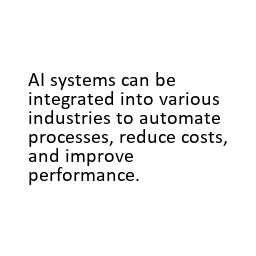 AI systems can be
integrated into various
industries to automate
processes, reduce costs,
and improve
performance.